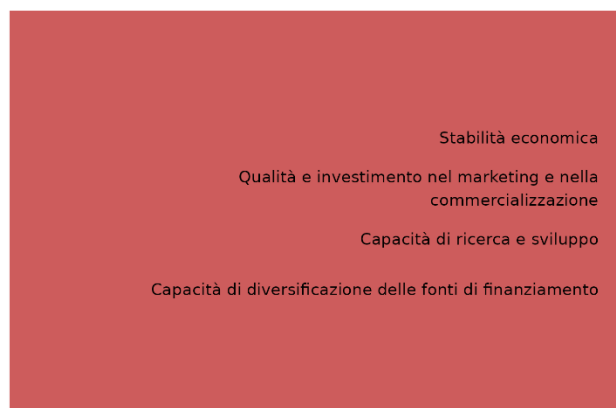 Stabilità economica
Qualità e investimento nel marketing e nella
commercializzazione
Capacità di ricerca e sviluppo
Capacità di diversificazione delle fonti di finanziamento